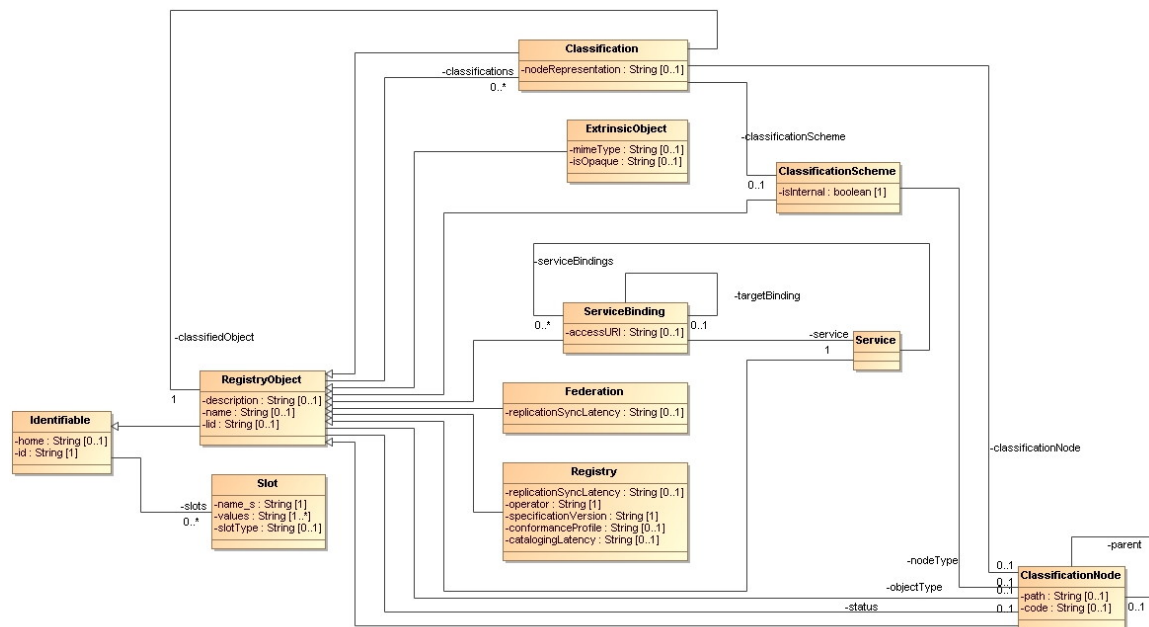 Classification
-nodeRepresentation : String [0..1]
-classifications
0..*
ExtrinsicObject
-mimeType : String [0..1]
-isOpaque : String [0..1]
-classificationScheme
0..1
ClassificationScheme
-isInternal : boolean [1]
-serviceBindings
0..*
-targetBinding
0..1
ServiceBinding
-accessURI : String [0..1]
-service
1
Service
-classifiedObject
1
RegistryObject
-description : String [0..1]
-name : String [0..1]
-lid : String [0..1]
Federation
-replicationSyncLatency : String [0..1]
Identifiable
-home : String [0..1]
-id : String [1]
-classificationNode
Registry
-replicationSyncLatency : String [0..1]
-operator : String [1]
-specificationVersion : String [1]
-conformanceProfile : String [0..1]
-catalogingLatency : String [0..1]
Slot
-name_s : String [1]
-values : String [1..*]
-slotType : String [0..1]
-slots
0..*
-parent
0..1
-nodeType
0..1
0..1
-objectType
0..1
-status
0..1
ClassificationNode
-path : String [0..1]
-code : String [0..1]